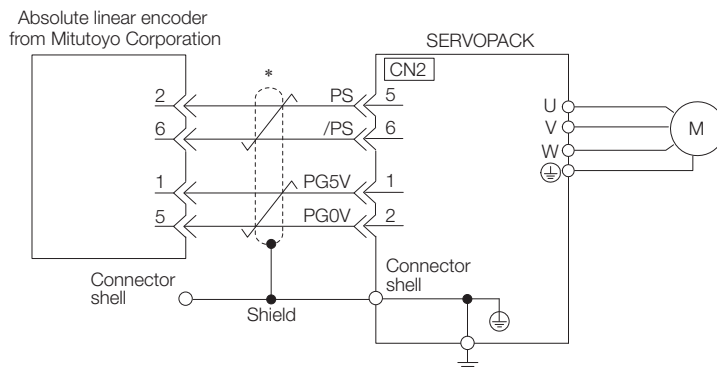 Absolute linear encoder
from Mitutoyo Corporation
SERVOPACK
CN2
*
2 PS 5
6 /PS 6
1 PG5V 1
5 PG0V 2
U
V
W
M
Connector
shell
Shield
Connector
shell